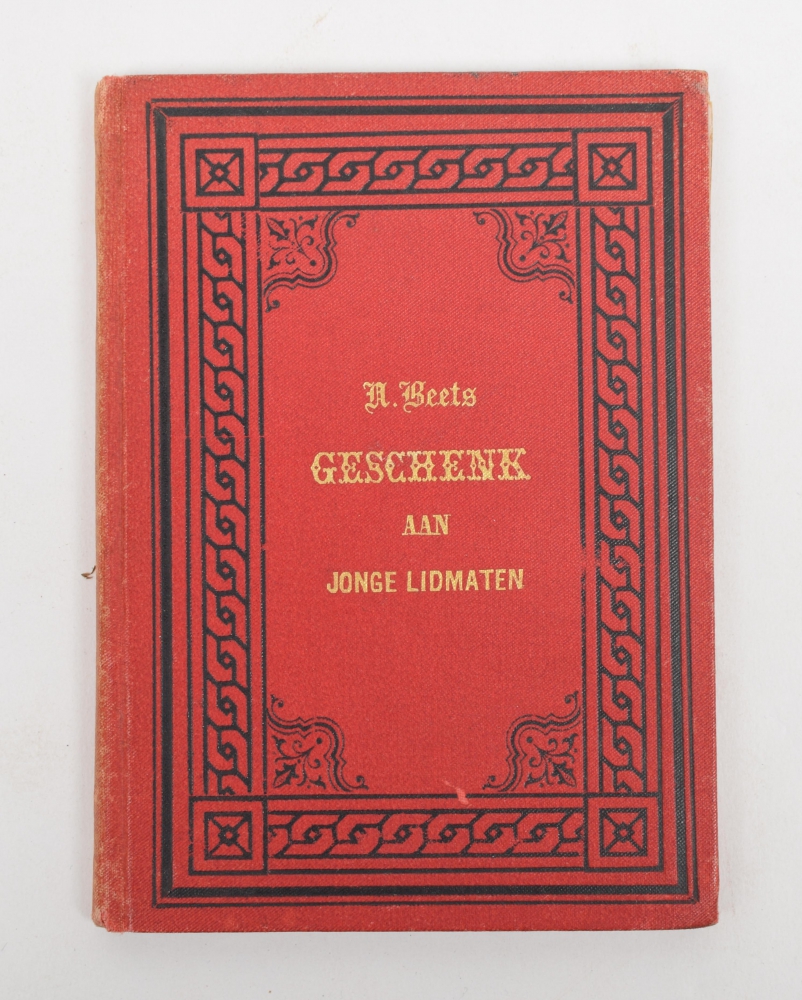 N. Beets
GESCHENK
AAN
JONGE LIDMATEN